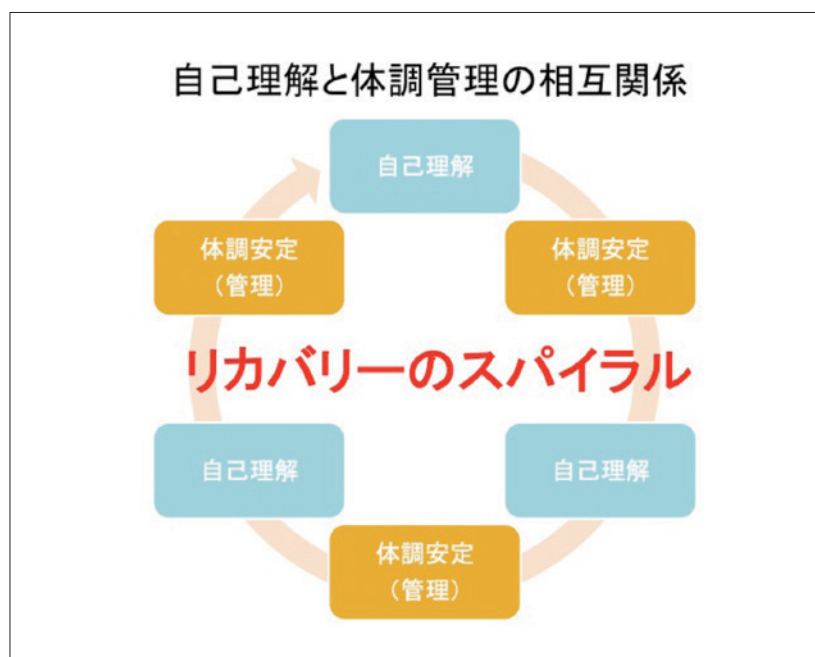 自己理解と体調管理の相互関係
自己理解
体調安定
（管理）
体調安定
（管理）
リカバリーのスパイラル
自己理解
自己理解
体調安定
（管理）